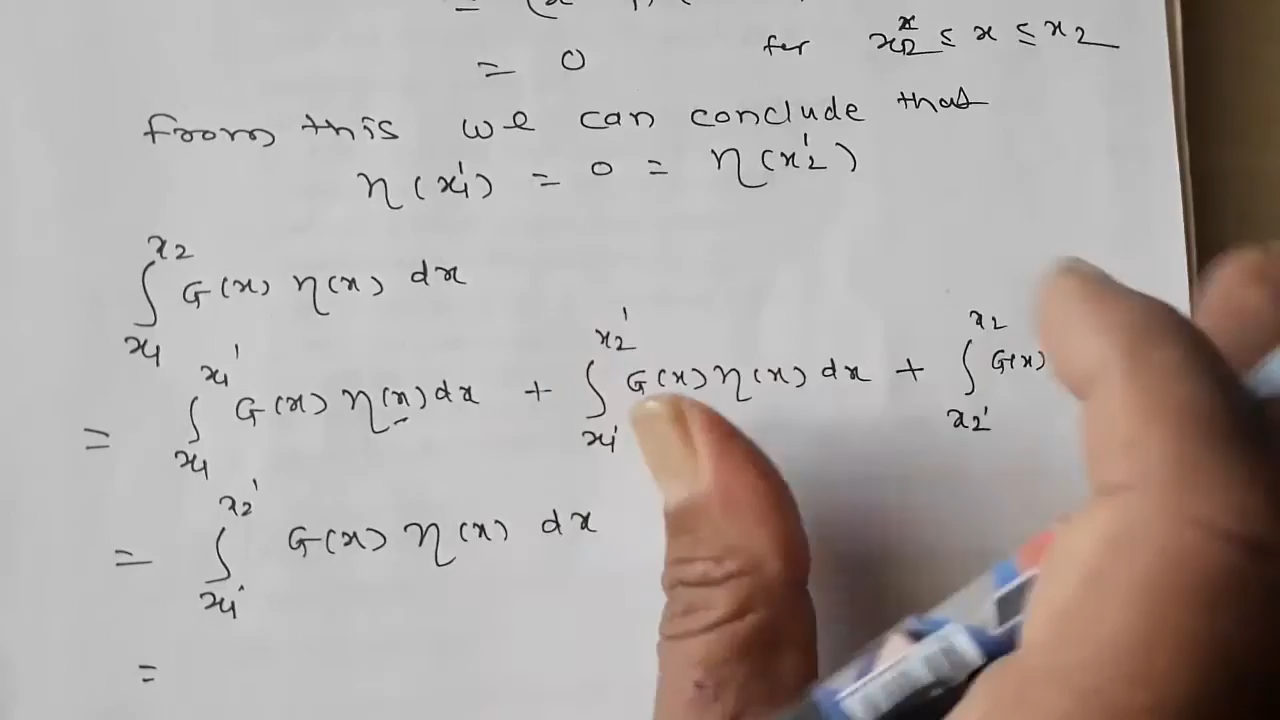 = 0 for x₂' ≤ x ≤ x₂
From this we can conclude that
η(x₁') = 0 = η(x₂')
∫_{x₁}^{x₂} G(x) η(x) dx
= ∫_{x₁}^{x₁'} G(x) η(x) dx + ∫_{x₁'}^{x₂'} G(x) η(x) dx + ∫_{x₂'}^{x₂} G(x)
= ∫_{x₁'}^{x₂'} G(x) η(x) dx
=